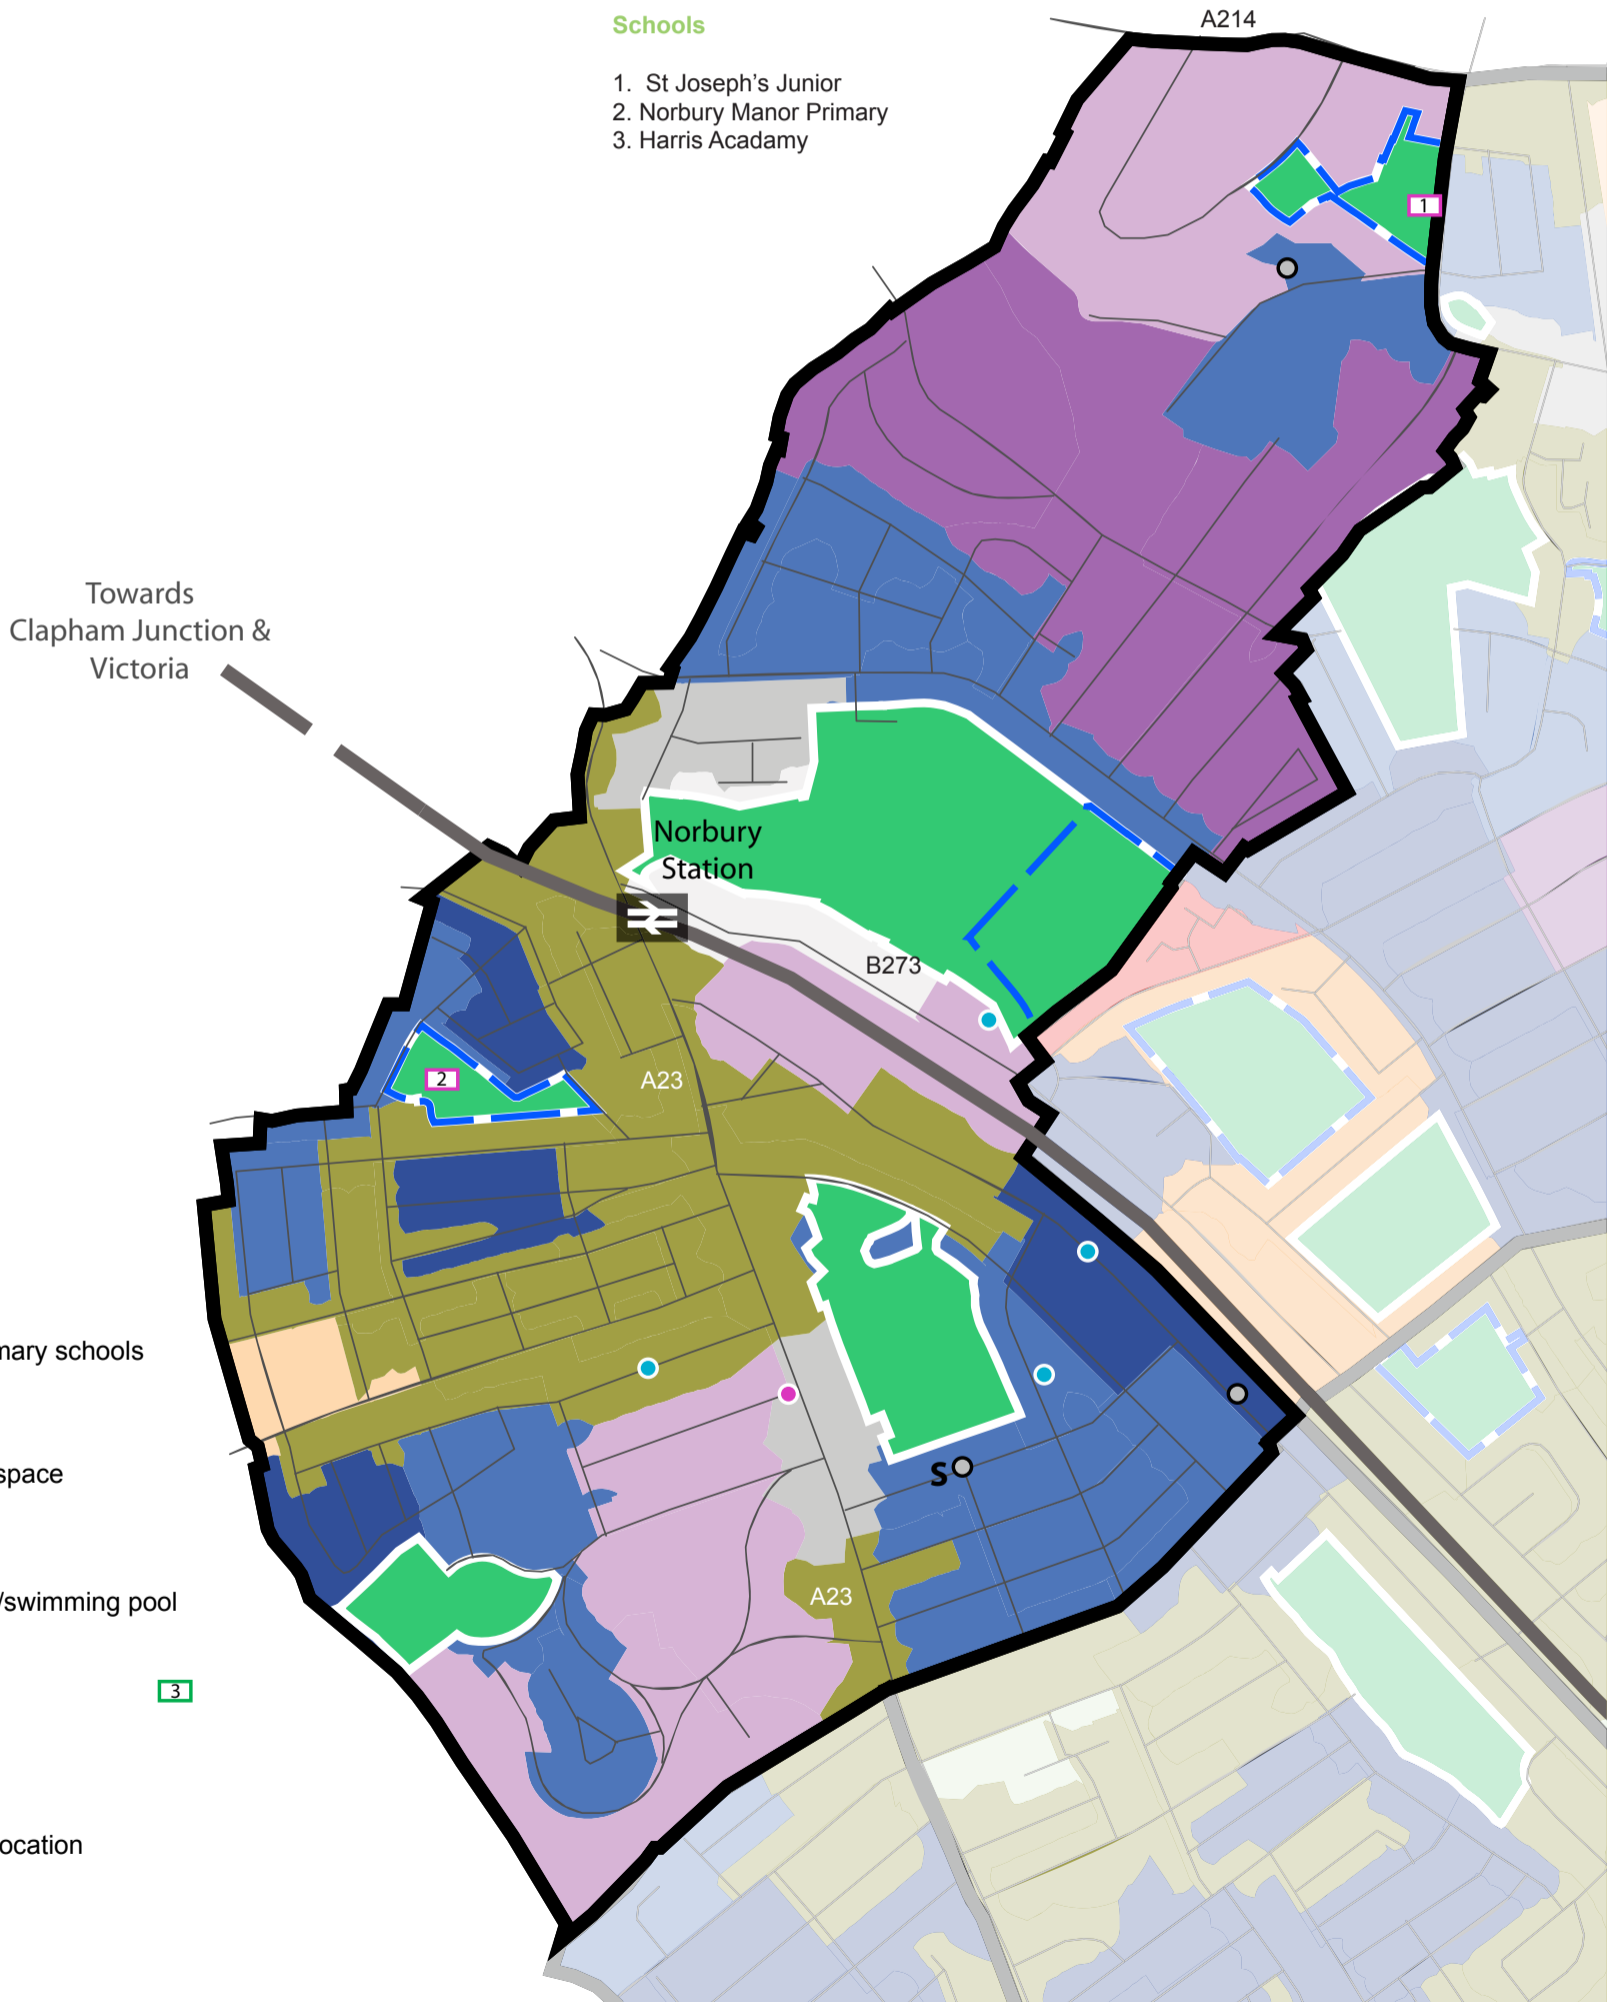 A214
Schools
1. St Joseph's Junior
2. Norbury Manor Primary
3. Harris Acadamy
1
Towards
Clapham Junction &
Victoria
Norbury
Station
B273
A23
2
mary schools
space
S
/swimming pool
A23
3
ocation